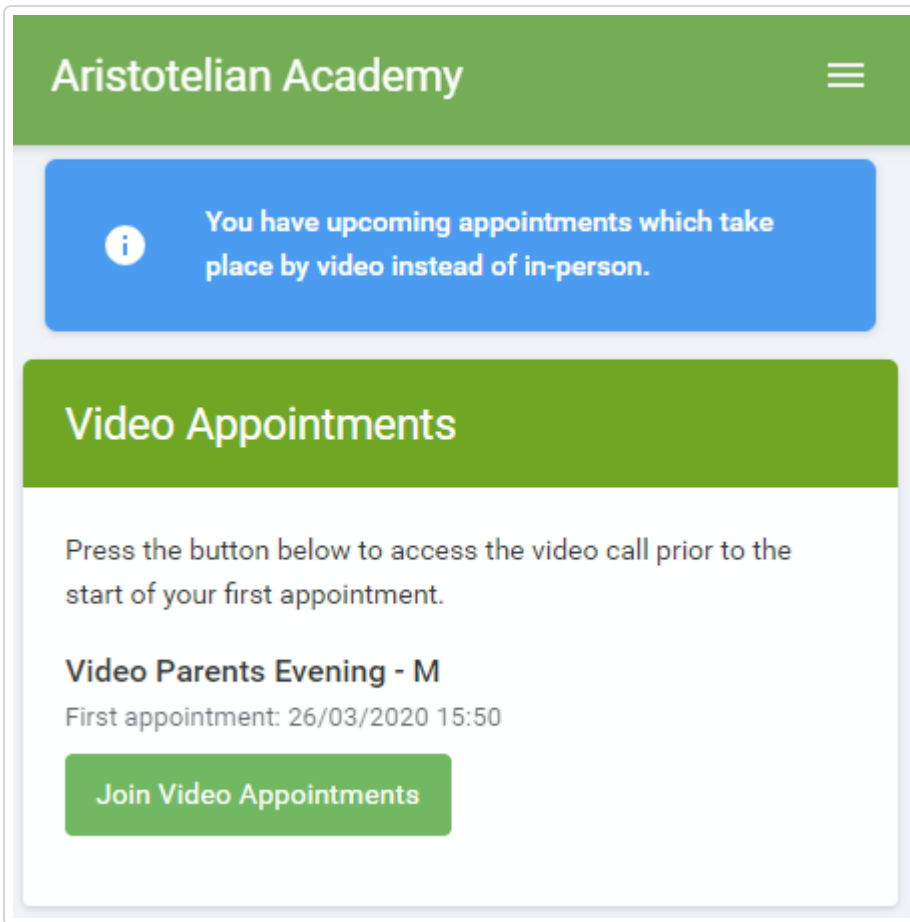 Aristotelian Academy
You have upcoming appointments which take
place by video instead of in-person.
Video Appointments
Press the button below to access the video call prior to the
start of your first appointment.
Video Parents Evening - M
First appointment: 26/03/2020 15:50
Join Video Appointments